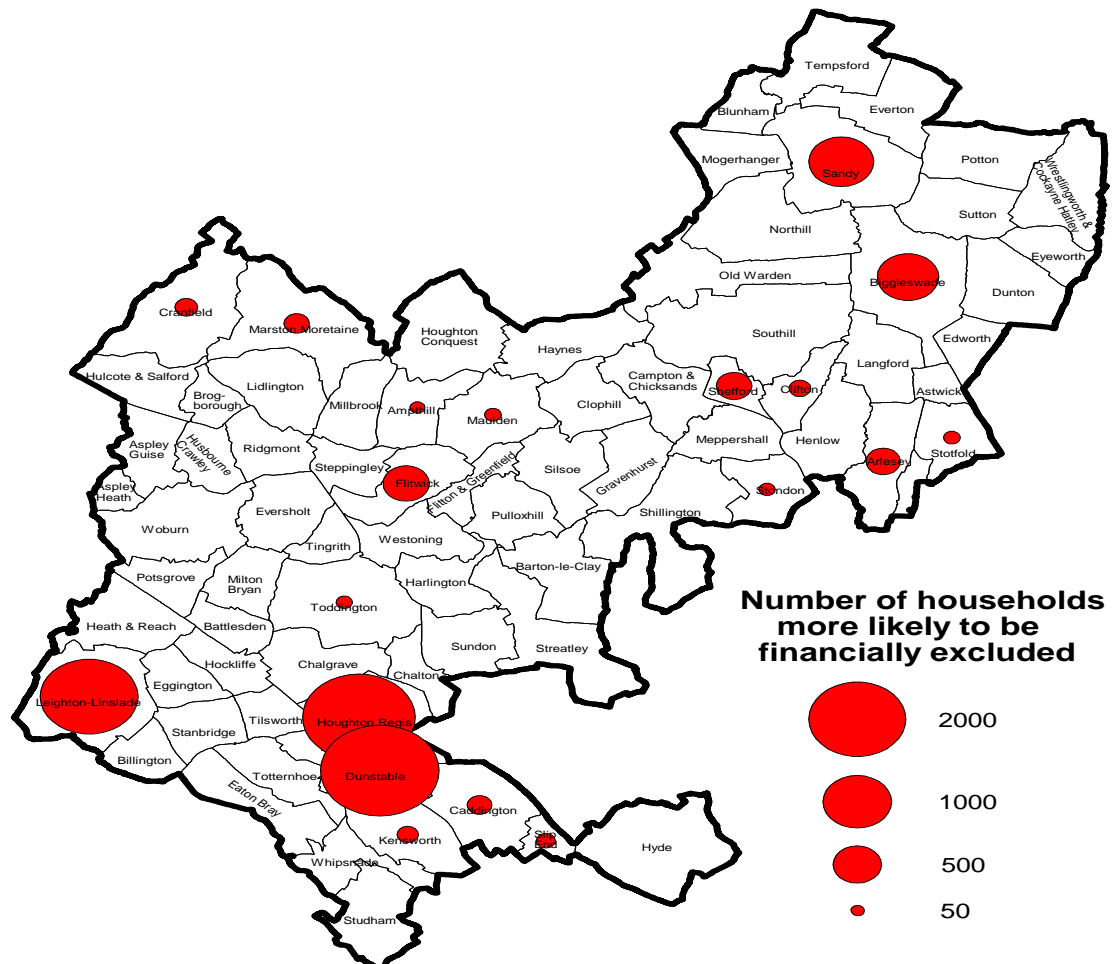 Tempsford
Blunham
Everton
Mogerhanger
Sandy
Potton
Wrestlingworth &
Cockayne Hatley
Sutton
Northill
Eyeworth
Old Warden
Biggleswade
Dunton
Cranfield
Marston Moretaine
Houghton
Conquest
Southill
Edworth
Haynes
Langford
Hulcote & Salford
Lidlington
Campton &
Chicksands
Shefford
Clifton
Astwick
Brog-
borough
Millbrook
Ampthill
Maulden
Clophill
Aspley
Guise
Husbourne
Crawley
Ridgmont
Meppershall
Henlow
Stotfold
Steppingley
Flitwick
Flitton & Greenfield
Silsoe
Gravenhurst
Arlesey
Aspley
Heath
Stondon
Eversholt
Pulloxhill
Shillington
Woburn
Tingrith
Westoning
Barton-le-Clay
Potsgrove
Milton
Bryan
Harlington
Toddington
Heath & Reach
Battlesden
Sundon
Streatley
Hockliffe
Chalgrave
Chalton
Eggington
Leighton-Linslade
Tilsworth
Houghton Regis
Stanbridge
Billington
Totternhoe
Dunstable
Eaton Bray
Caddington
Kensworth
Slip
End
Hyde
Whipsnade
Studham
Number of households
more likely to be
financially excluded
2000
1000
500
50